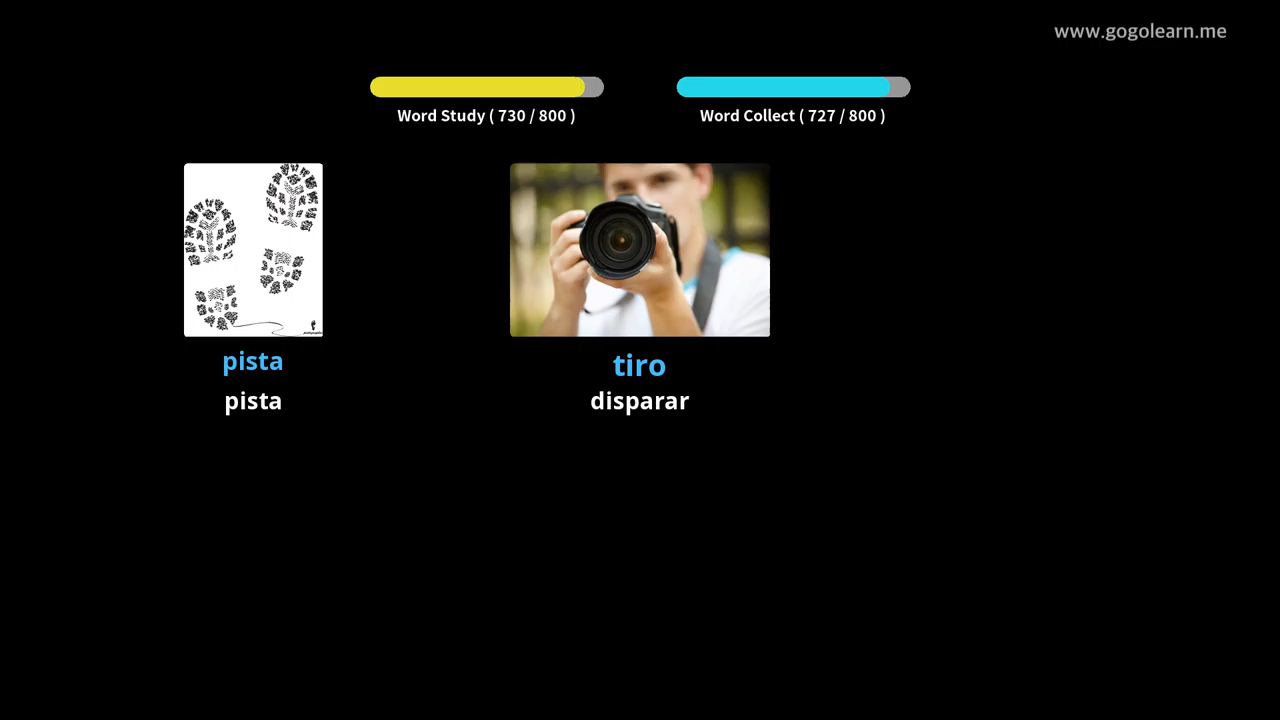 www.gogolearn.me
Word Study ( 730 / 800 )
Word Collect ( 727 / 800 )
pista
pista
tiro
disparar